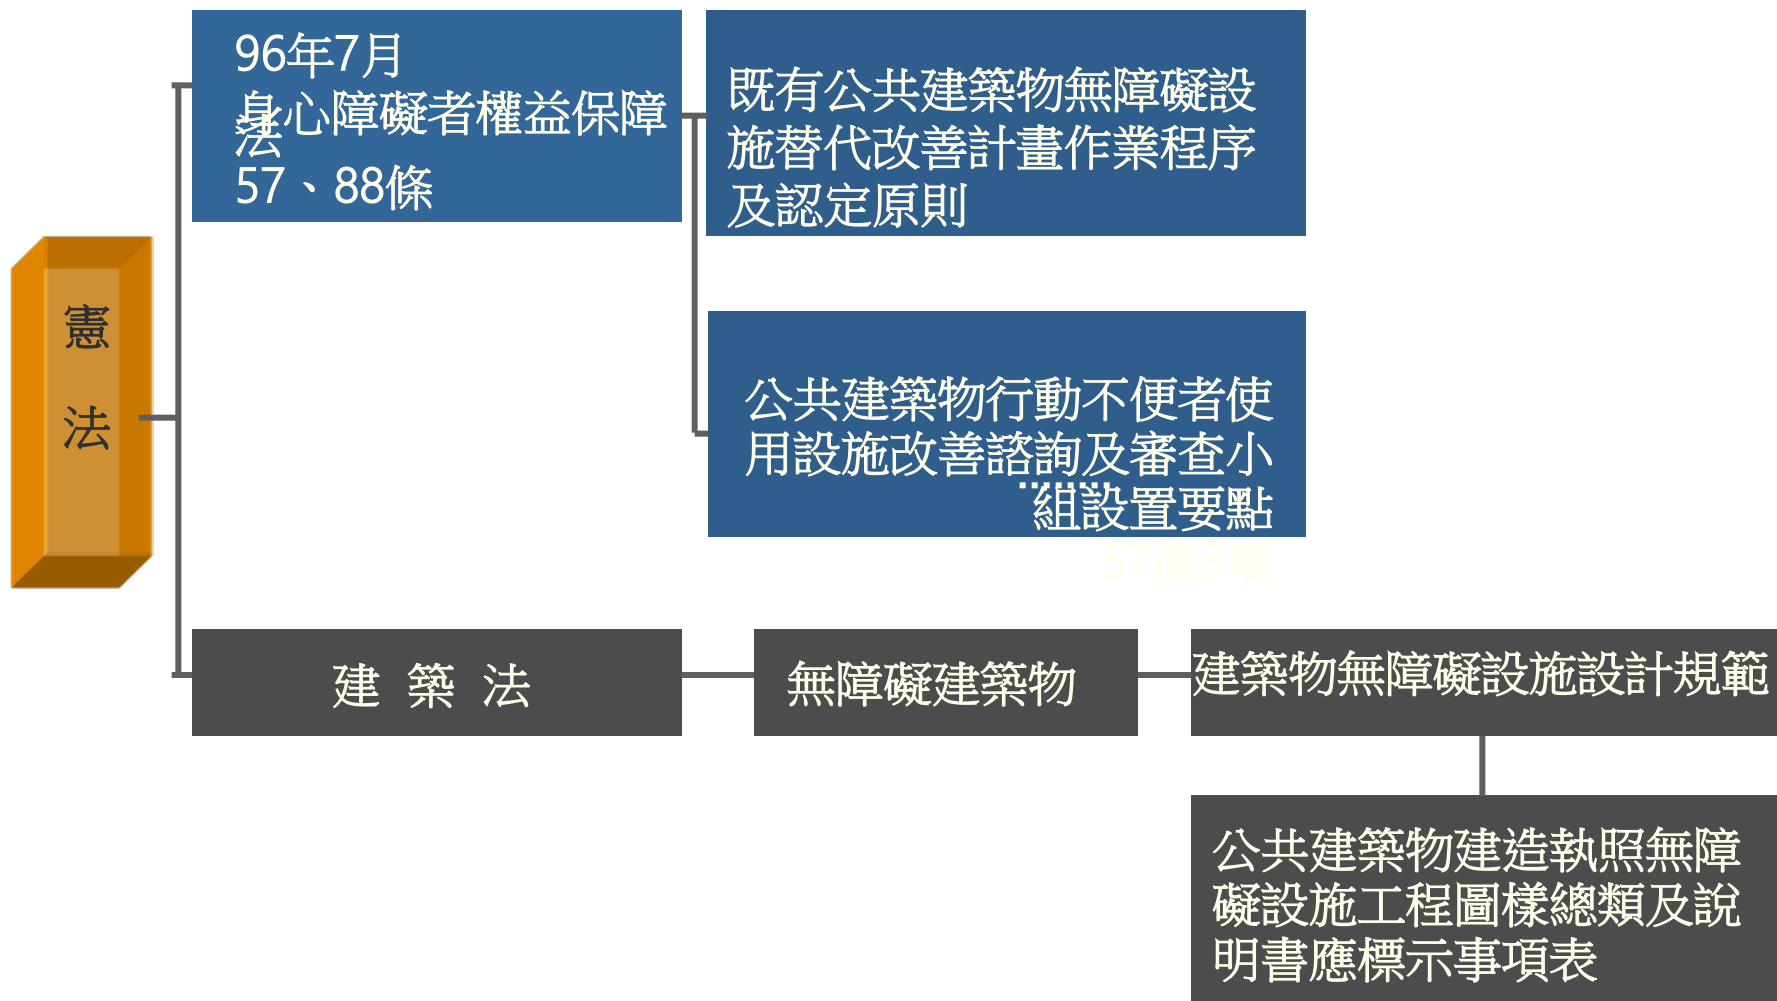 憲
法
96年7月
身心障礙者權益保障
法
57、88條
既有公共建築物無障礙設
施替代改善計畫作業程序
及認定原則
公共建築物行動不便者使
用設施改善諮詢及審查小
組設置要點
57條3項
建 築 法
無障礙建築物
建築物無障礙設施設計規範
公共建築物建造執照無障
礙設施工程圖樣總類及說
明書應標示事項表